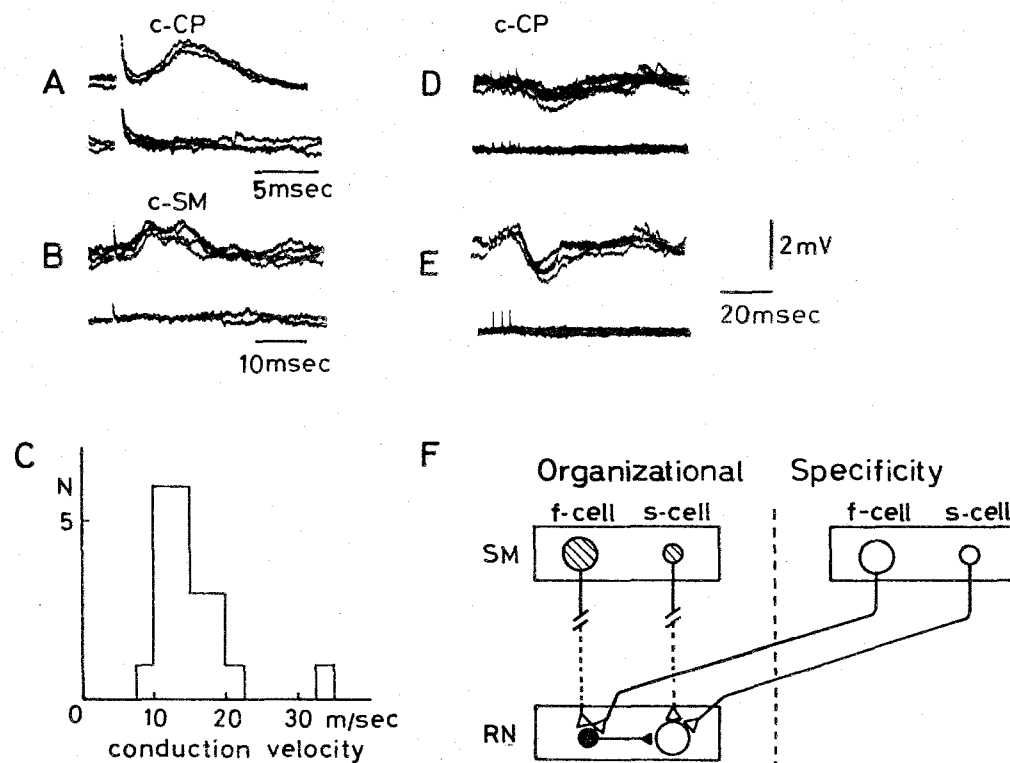 c-CP
A
5msec
c-SM
B
10msec
c-CP
D
E
2mV
20msec
C
N
5
0 10 20 30 m/sec
conduction velocity
F
Organizational Specificity
f-cell s-cell f-cell s-cell
SM
RN